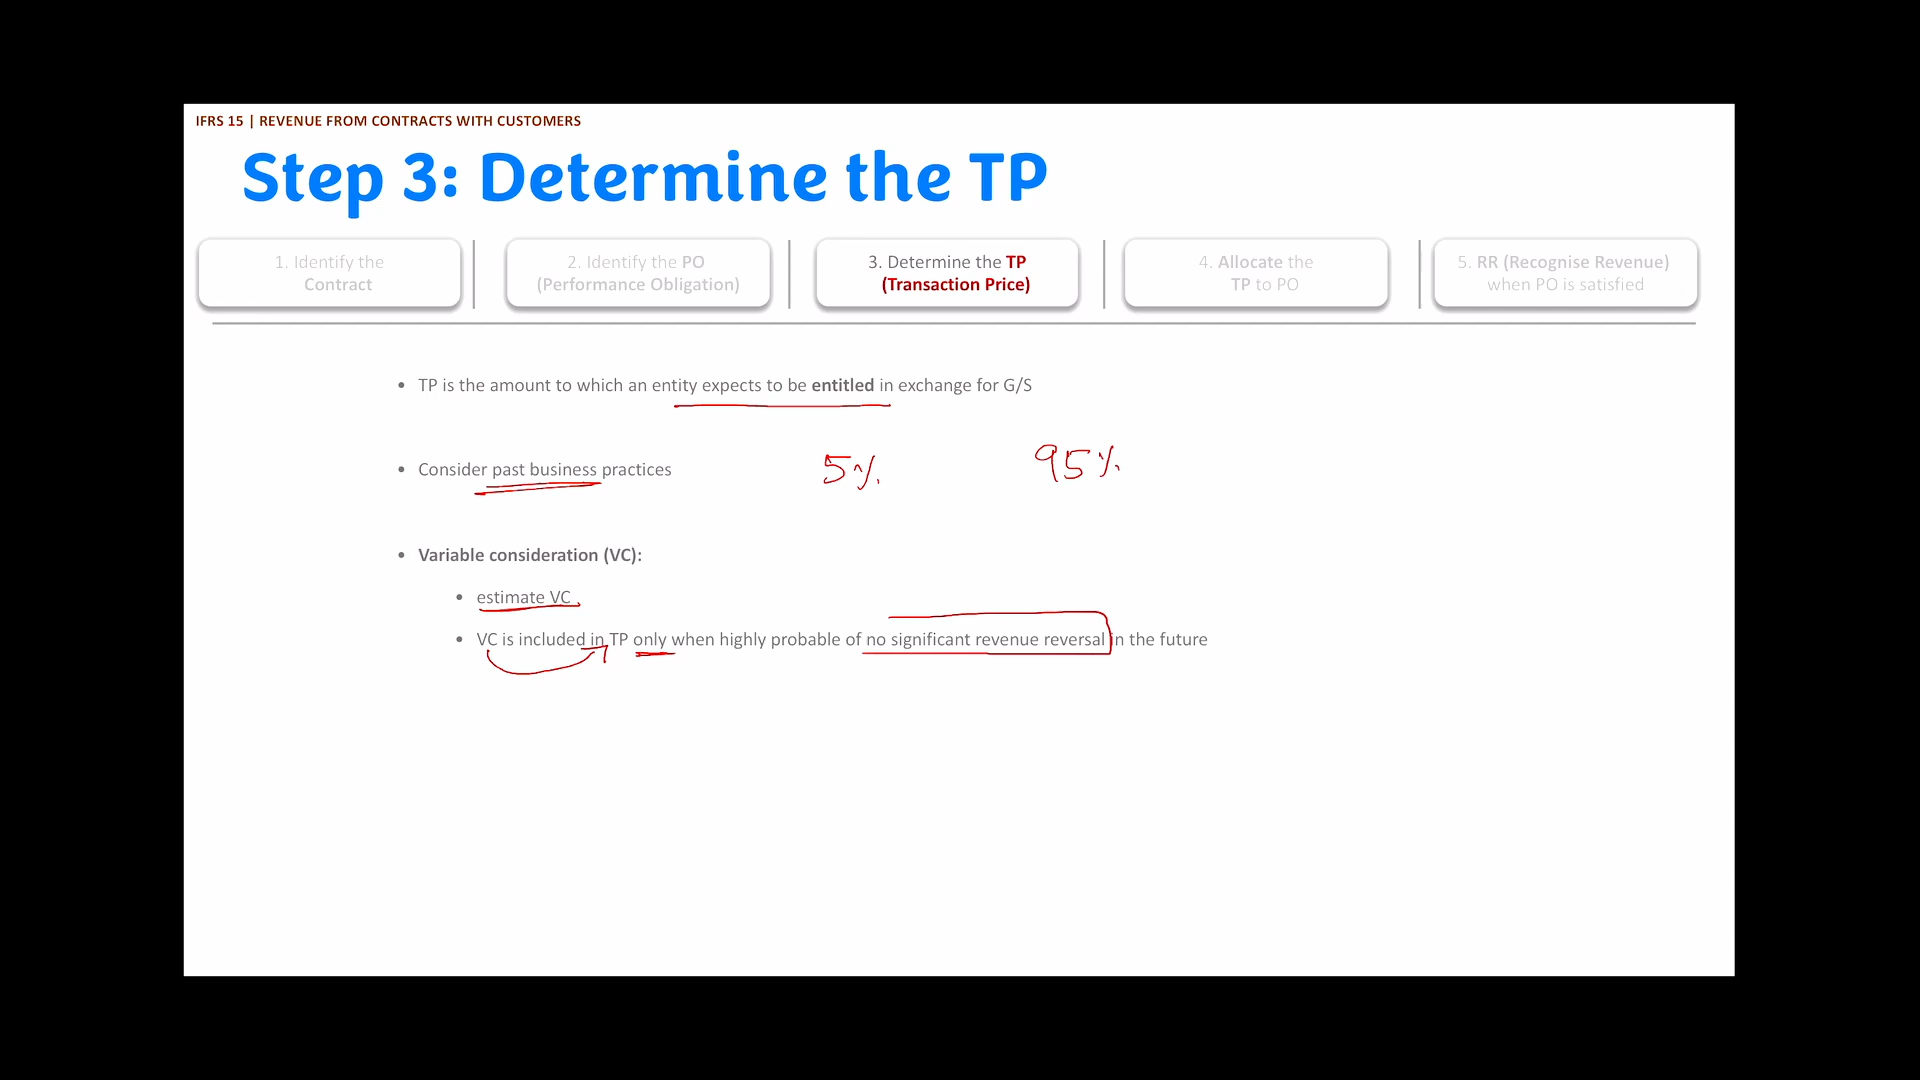 IFRS 15 | REVENUE FROM CONTRACTS WITH CUSTOMERS
Step 3: Determine the TP
1. Identify the
Contract
2. Identify the PO
(Performance Obligation)
3. Determine the TP
(Transaction Price)
4. Allocate the
TP to PO
5. RR (Recognise Revenue)
when PO is satisfied
• TP is the amount to which an entity expects to be entitled in exchange for G/S
• Consider past business practices
5% 95%
• Variable consideration (VC):
• estimate VC
• VC is included in TP only when highly probable of no significant revenue reversal in the future